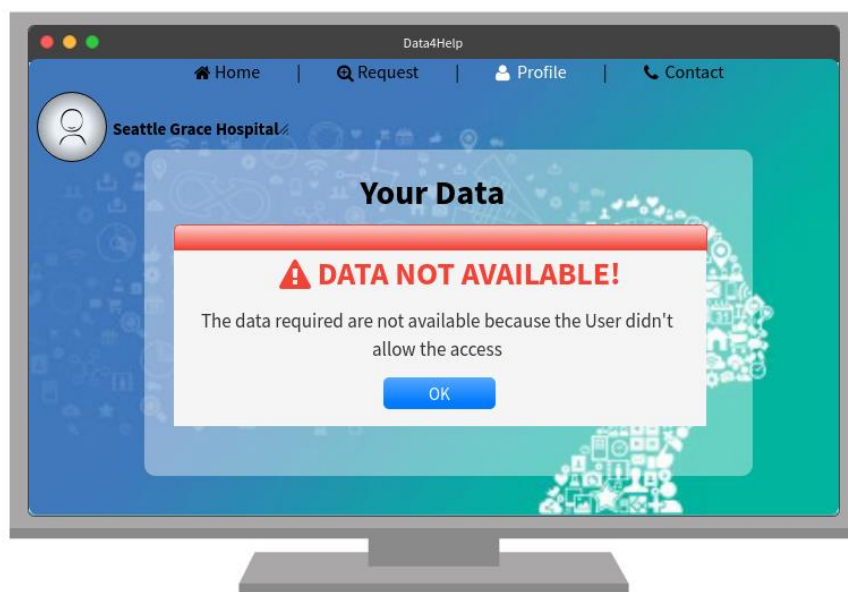 Data4Help
Home | Request | Profile | Contact
Seattle Grace Hospital
Your Data
DATA NOT AVAILABLE!
The data required are not available because the User didn't
allow the access
OK